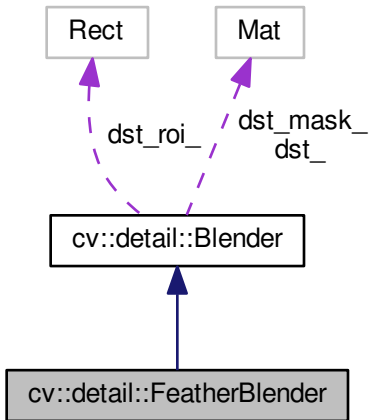 Rect
Mat
dst_roi_
dst_mask_
dst_
cv::detail::Blender
cv::detail::FeatherBlender